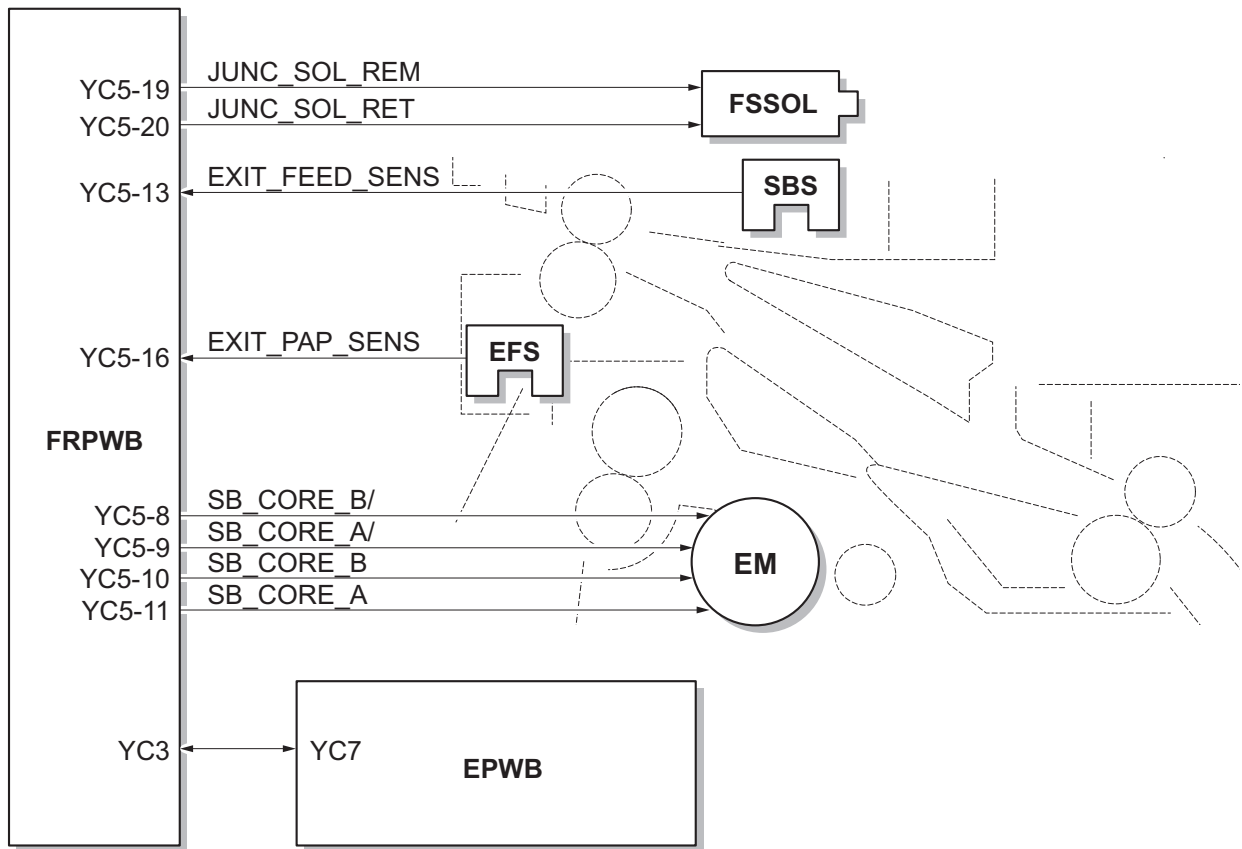 YC5-19 JUNC_SOL_REM
FSSOL
YC5-20 JUNC_SOL_RET
YC5-13 EXIT_FEED_SENS
SBS
YC5-16 EXIT_PAP_SENS
EFS
FRPWB
YC5-8 SB_CORE_B/
YC5-9 SB_CORE_A/
YC5-10 SB_CORE_B
YC5-11 SB_CORE_A
EM
YC3
YC7
EPWB